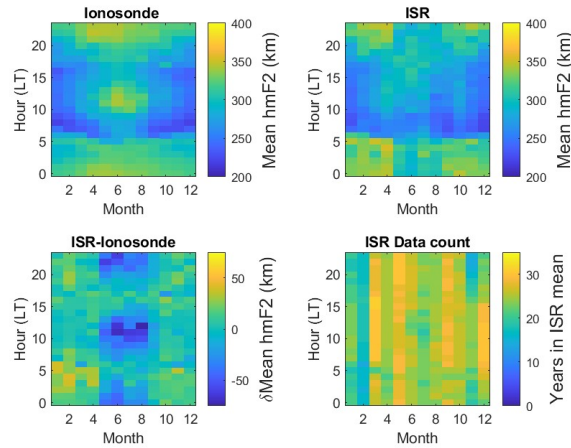 Ionosonde
20
15
10
5
0
Hour (LT)
2 4 6 8 10 12
Month
400
350
300
250
200
Mean hmF2 (km)
ISR
20
15
10
5
0
Hour (LT)
2 4 6 8 10 12
Month
400
350
300
250
200
Mean hmF2 (km)
ISR-Ionosonde
20
15
10
5
0
Hour (LT)
2 4 6 8 10 12
Month
50
0
-50
δMean hmF2 (km)
ISR Data count
20
15
10
5
0
Hour (LT)
2 4 6 8 10 12
Month
30
20
10
0
Years in ISR mean